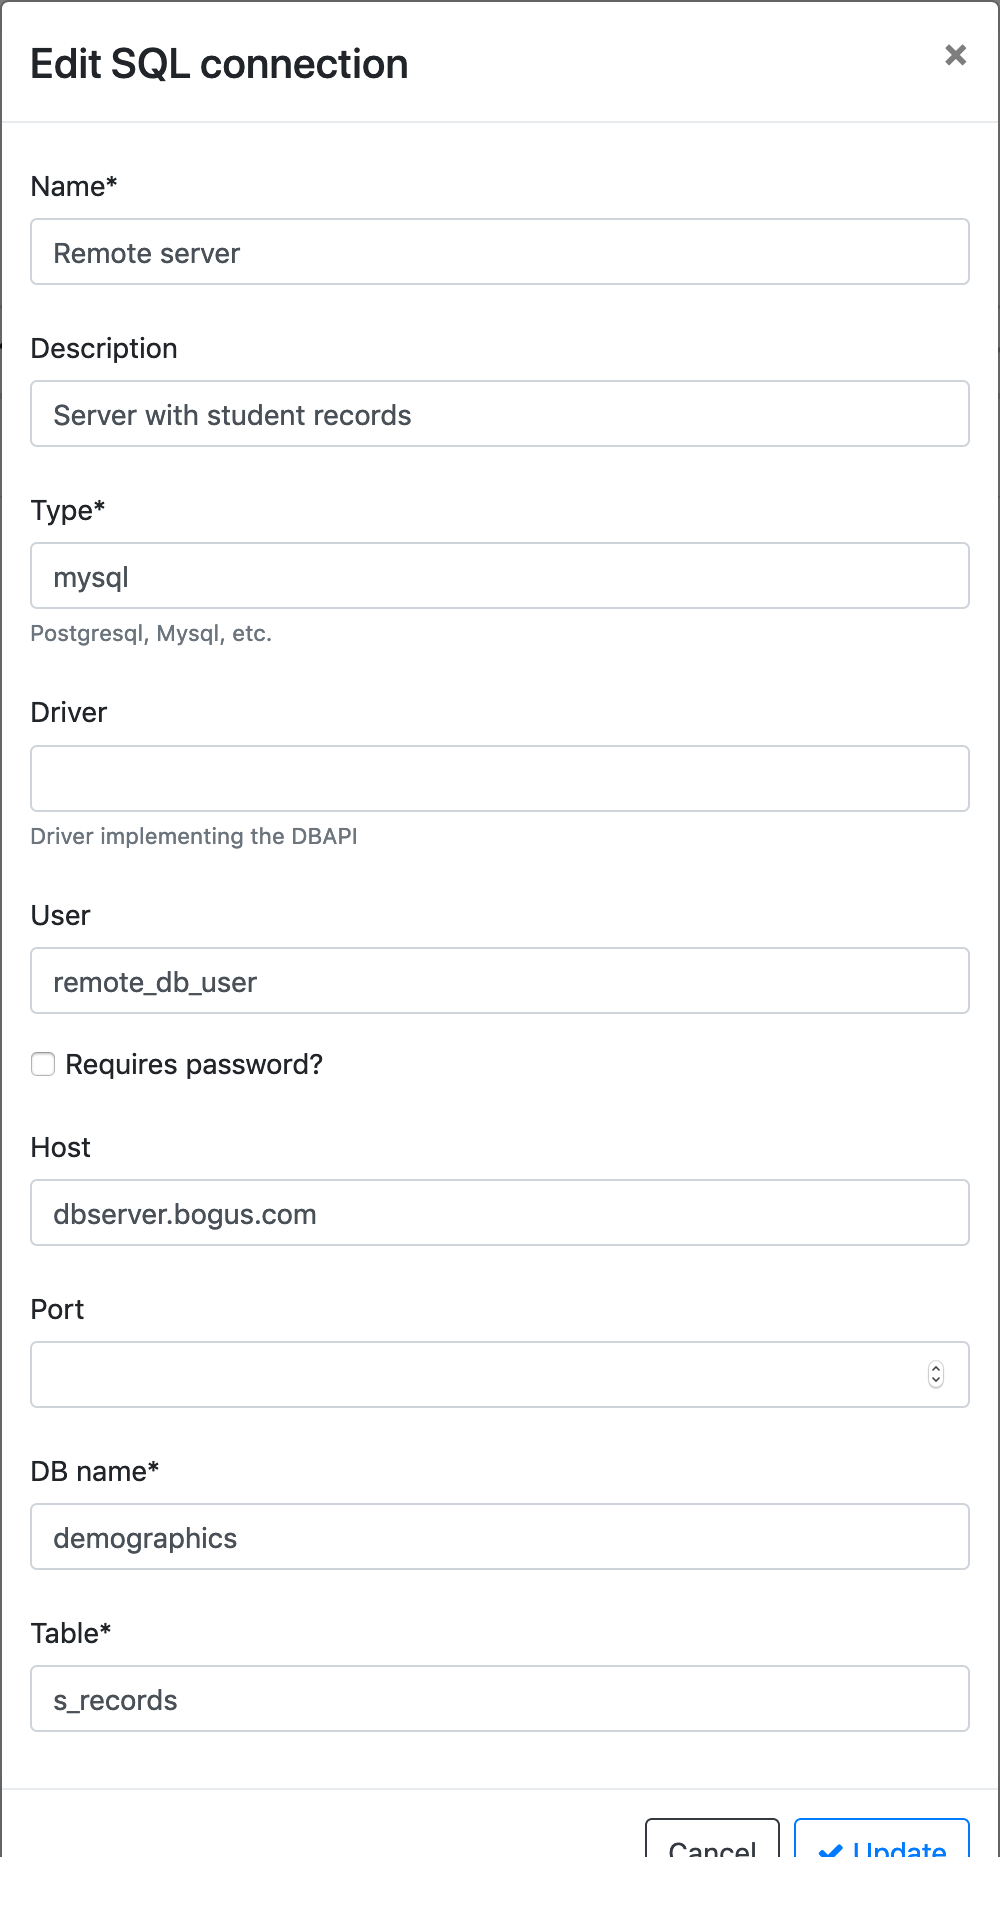 Edit SQL connection
Name*
Remote server
Description
Server with student records
Type*
mysql
Postgresql, Mysql, etc.
Driver
Driver implementing the DBAPI
User
remote_db_user
Requires password?
Host
dbserver.bogus.com
Port
DB name*
demographics
Table*
s_records
Cancel Update